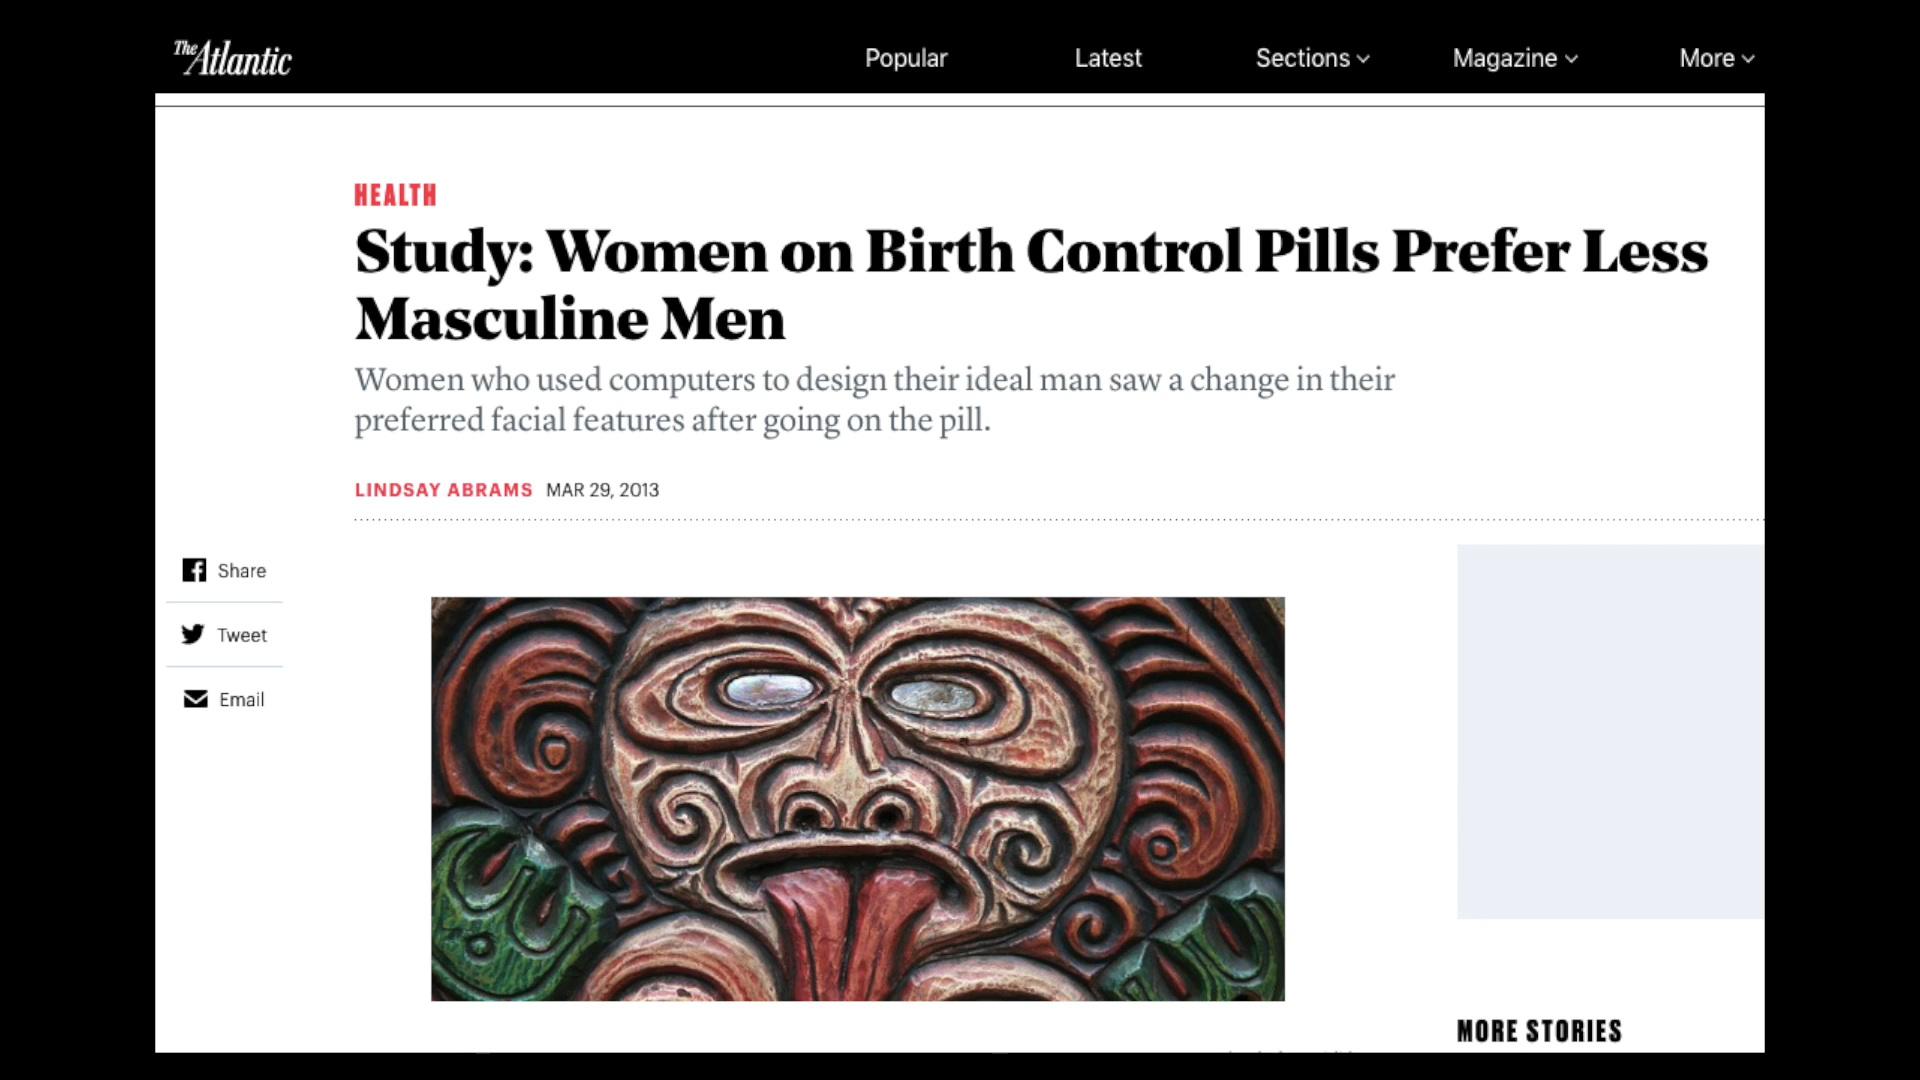 The Atlantic
Popular Latest Sections Magazine More
HEALTH
Study: Women on Birth Control Pills Prefer Less
Masculine Men
Women who used computers to design their ideal man saw a change in their
preferred facial features after going on the pill.
LINDSAY ABRAMS MAR 29, 2013
Share
Tweet
Email
MORE STORIES